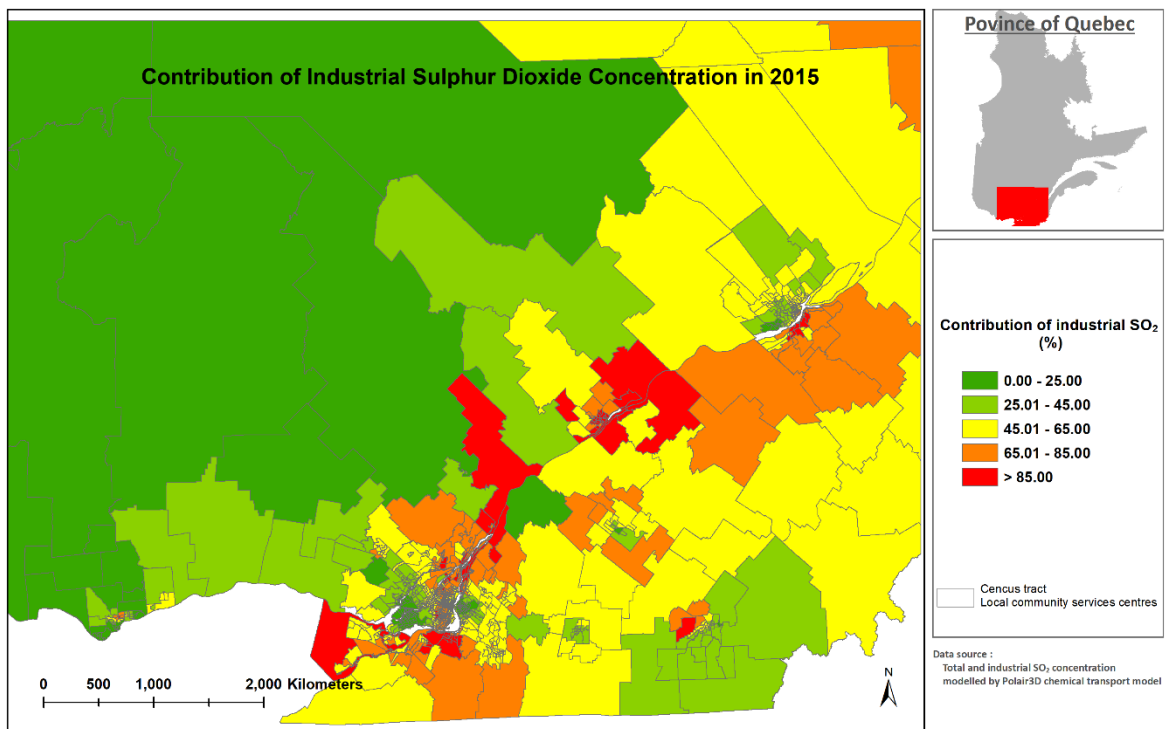 Contribution of Industrial Sulphur Dioxide Concentration in 2015
0 500 1,000 2,000 Kilometers
N
Povince of Quebec
Contribution of industrial SO₂
(%)
0.00 - 25.00
25.01 - 45.00
45.01 - 65.00
65.01 - 85.00
> 85.00
Cencus tract
Local community services centres
Data source :
Total and industrial SO₂ concentration
modelled by Polair3D chemical transport model